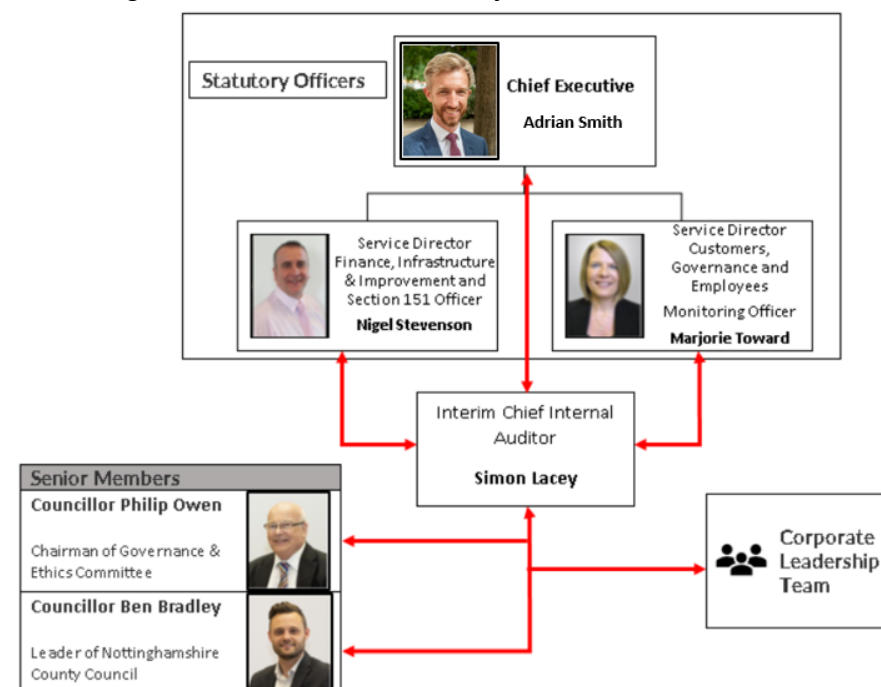 Statutory Officers
Chief Executive
Adrian Smith
Service Director
Finance, Infrastructure
& Improvement and
Section 151 Officer
Nigel Stevenson
Service Director
Customers,
Governance and
Employees
Monitoring Officer
Marjorie Toward
Interim Chief Internal
Auditor
Simon Lacey
Senior Members
Councillor Philip Owen
Chairman of Governance &
Ethics Committee
Councillor Ben Bradley
Leader of Nottinghamshire
County Council
Corporate
Leadership
Team